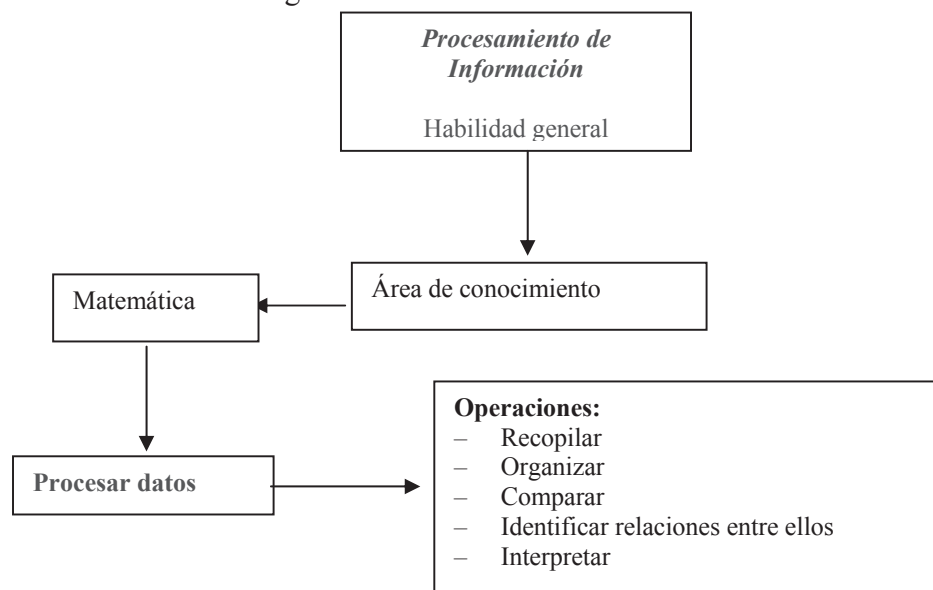 Procesamiento de
Información
Habilidad general
Área de conocimiento
Matemática
Operaciones:
– Recopilar
– Organizar
– Comparar
– Identificar relaciones entre ellos
– Interpretar
Procesar datos